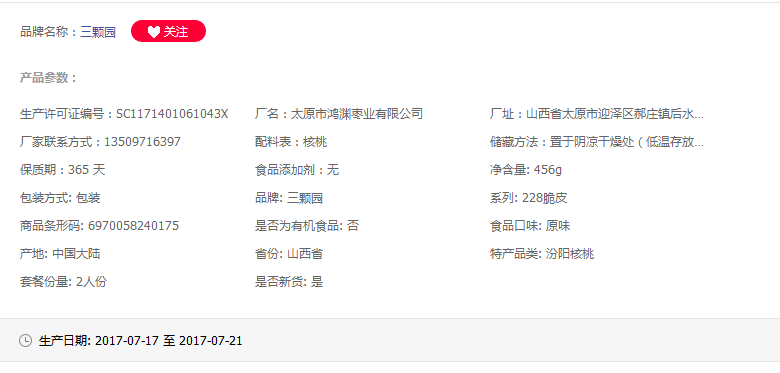 品牌名称：三颗园 关注
产品参数：
生产许可证编号：SC1171401061043X 厂名：太原市鸿渊枣业有限公司 厂址：山西省太原市迎泽区郝庄镇后水...
厂家联系方式：13509716397 配料表：核桃 储藏方法：置于阴凉干燥处（低温存放...
保质期：365 天 食品添加剂：无 净含量: 456g
包装方式: 包装 品牌: 三颗园 系列: 228脆皮
商品条形码: 6970058240175 是否为有机食品: 否 食品口味: 原味
产地: 中国大陆 省份: 山西省 特产品类: 汾阳核桃
套餐份量: 2人份 是否新货: 是
生产日期: 2017-07-17 至 2017-07-21